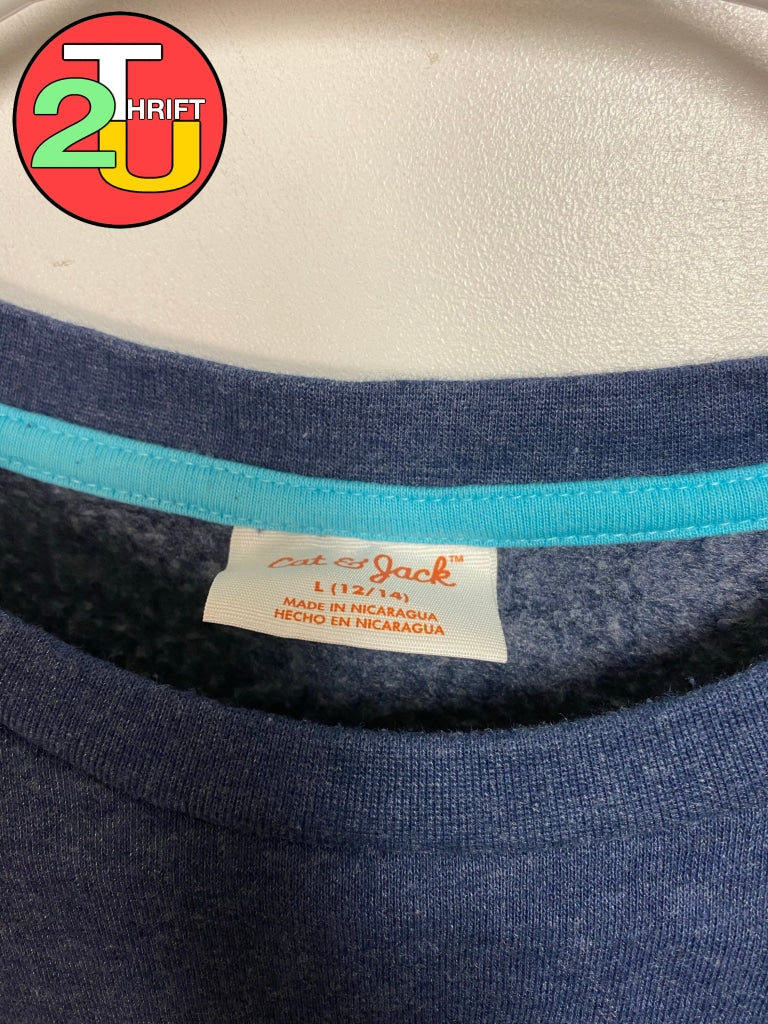 T
2 HRIFT
U
Cat & Jack™
L (12/14)
MADE IN NICARAGUA
HECHO EN NICARAGUA